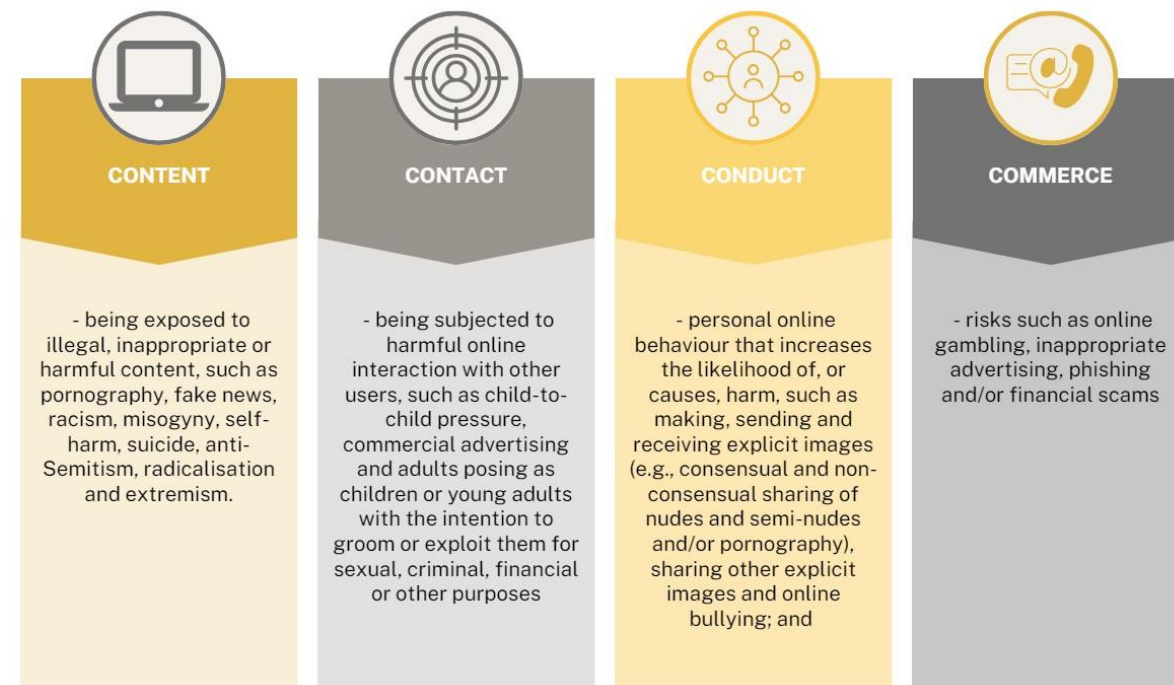 CONTENT
- being exposed to
illegal, inappropriate or
harmful content, such as
pornography, fake news,
racism, misogyny, self-
harm, suicide, anti-
Semitism, radicalisation
and extremism.
CONTACT
- being subjected to
harmful online
interaction with other
users, such as child-to-
child pressure,
commercial advertising
and adults posing as
children or young adults
with the intention to
groom or exploit them for
sexual, criminal, financial
or other purposes
CONDUCT
- personal online
behaviour that increases
the likelihood of, or
causes, harm, such as
making, sending and
receiving explicit images
(e.g., consensual and non-
consensual sharing of
nudes and semi-nudes
and/or pornography),
sharing other explicit
images and online
bullying; and
COMMERCE
- risks such as online
gambling, inappropriate
advertising, phishing
and/or financial scams